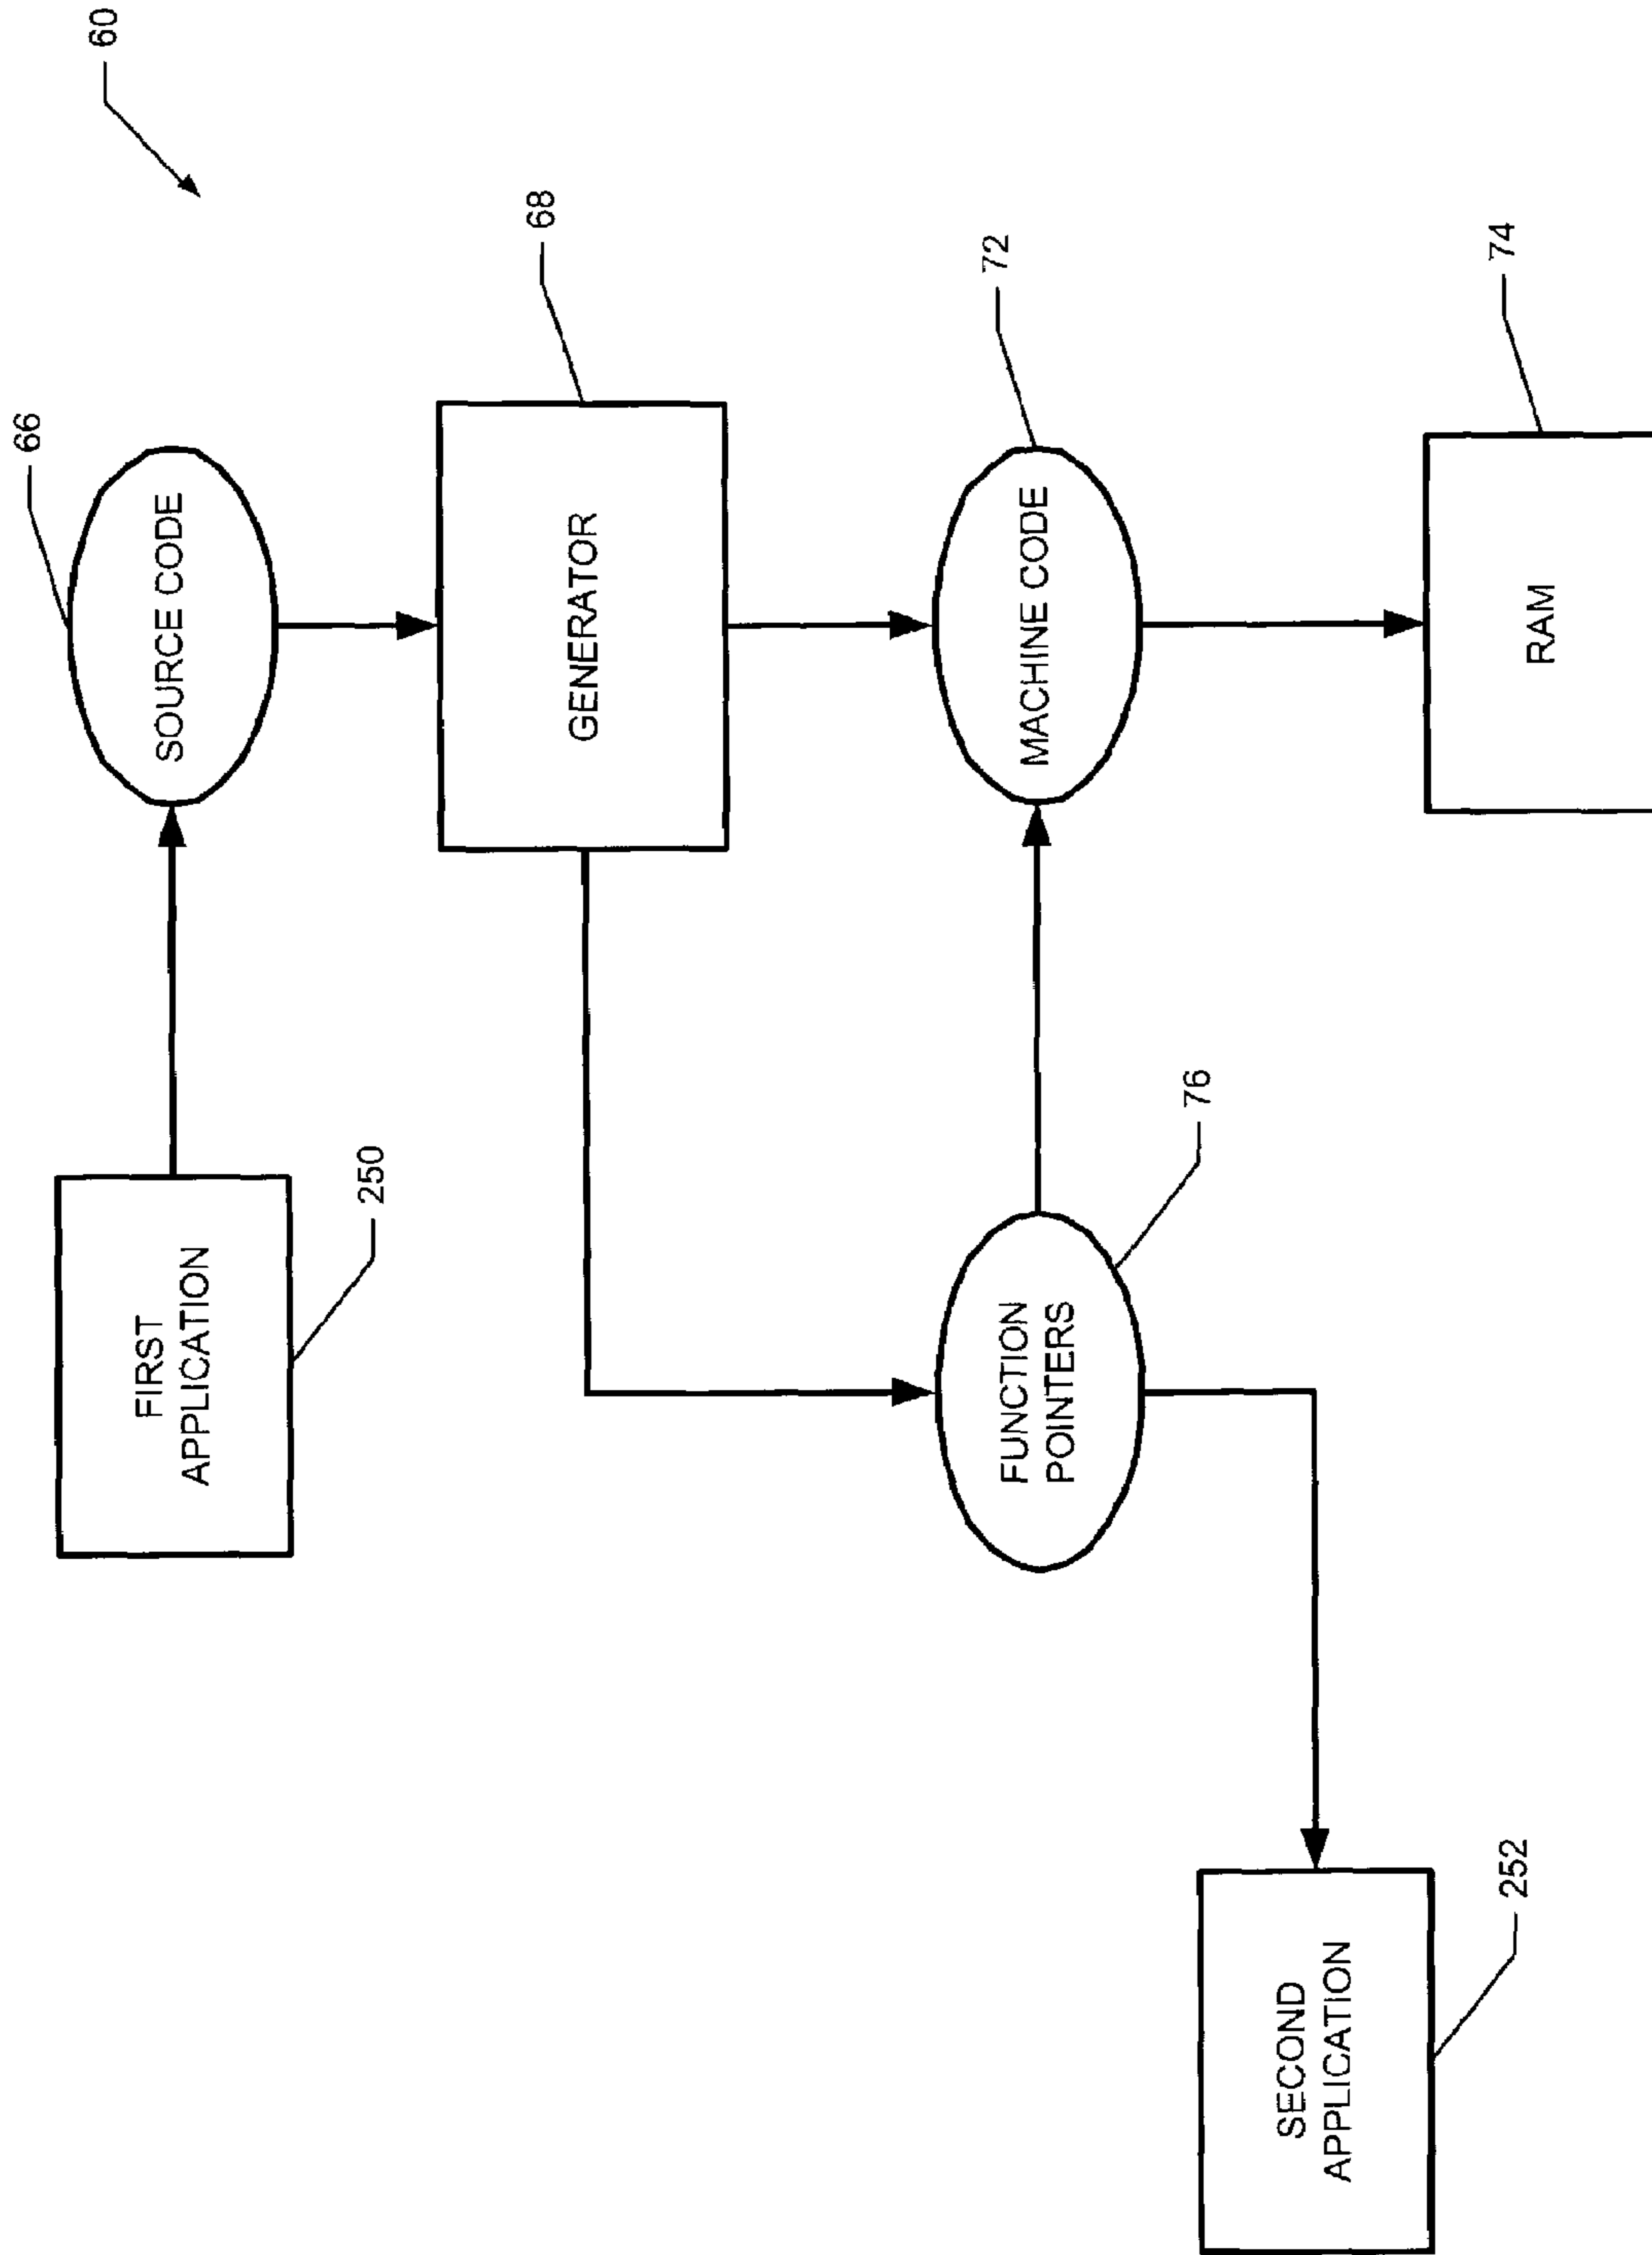 60
66
SOURCE CODE
FIRST
APPLICATION
250
68
GENERATOR
72
MACHINE CODE
FUNCTION
POINTERS
76
74
RAM
SECOND
APPLICATION
252